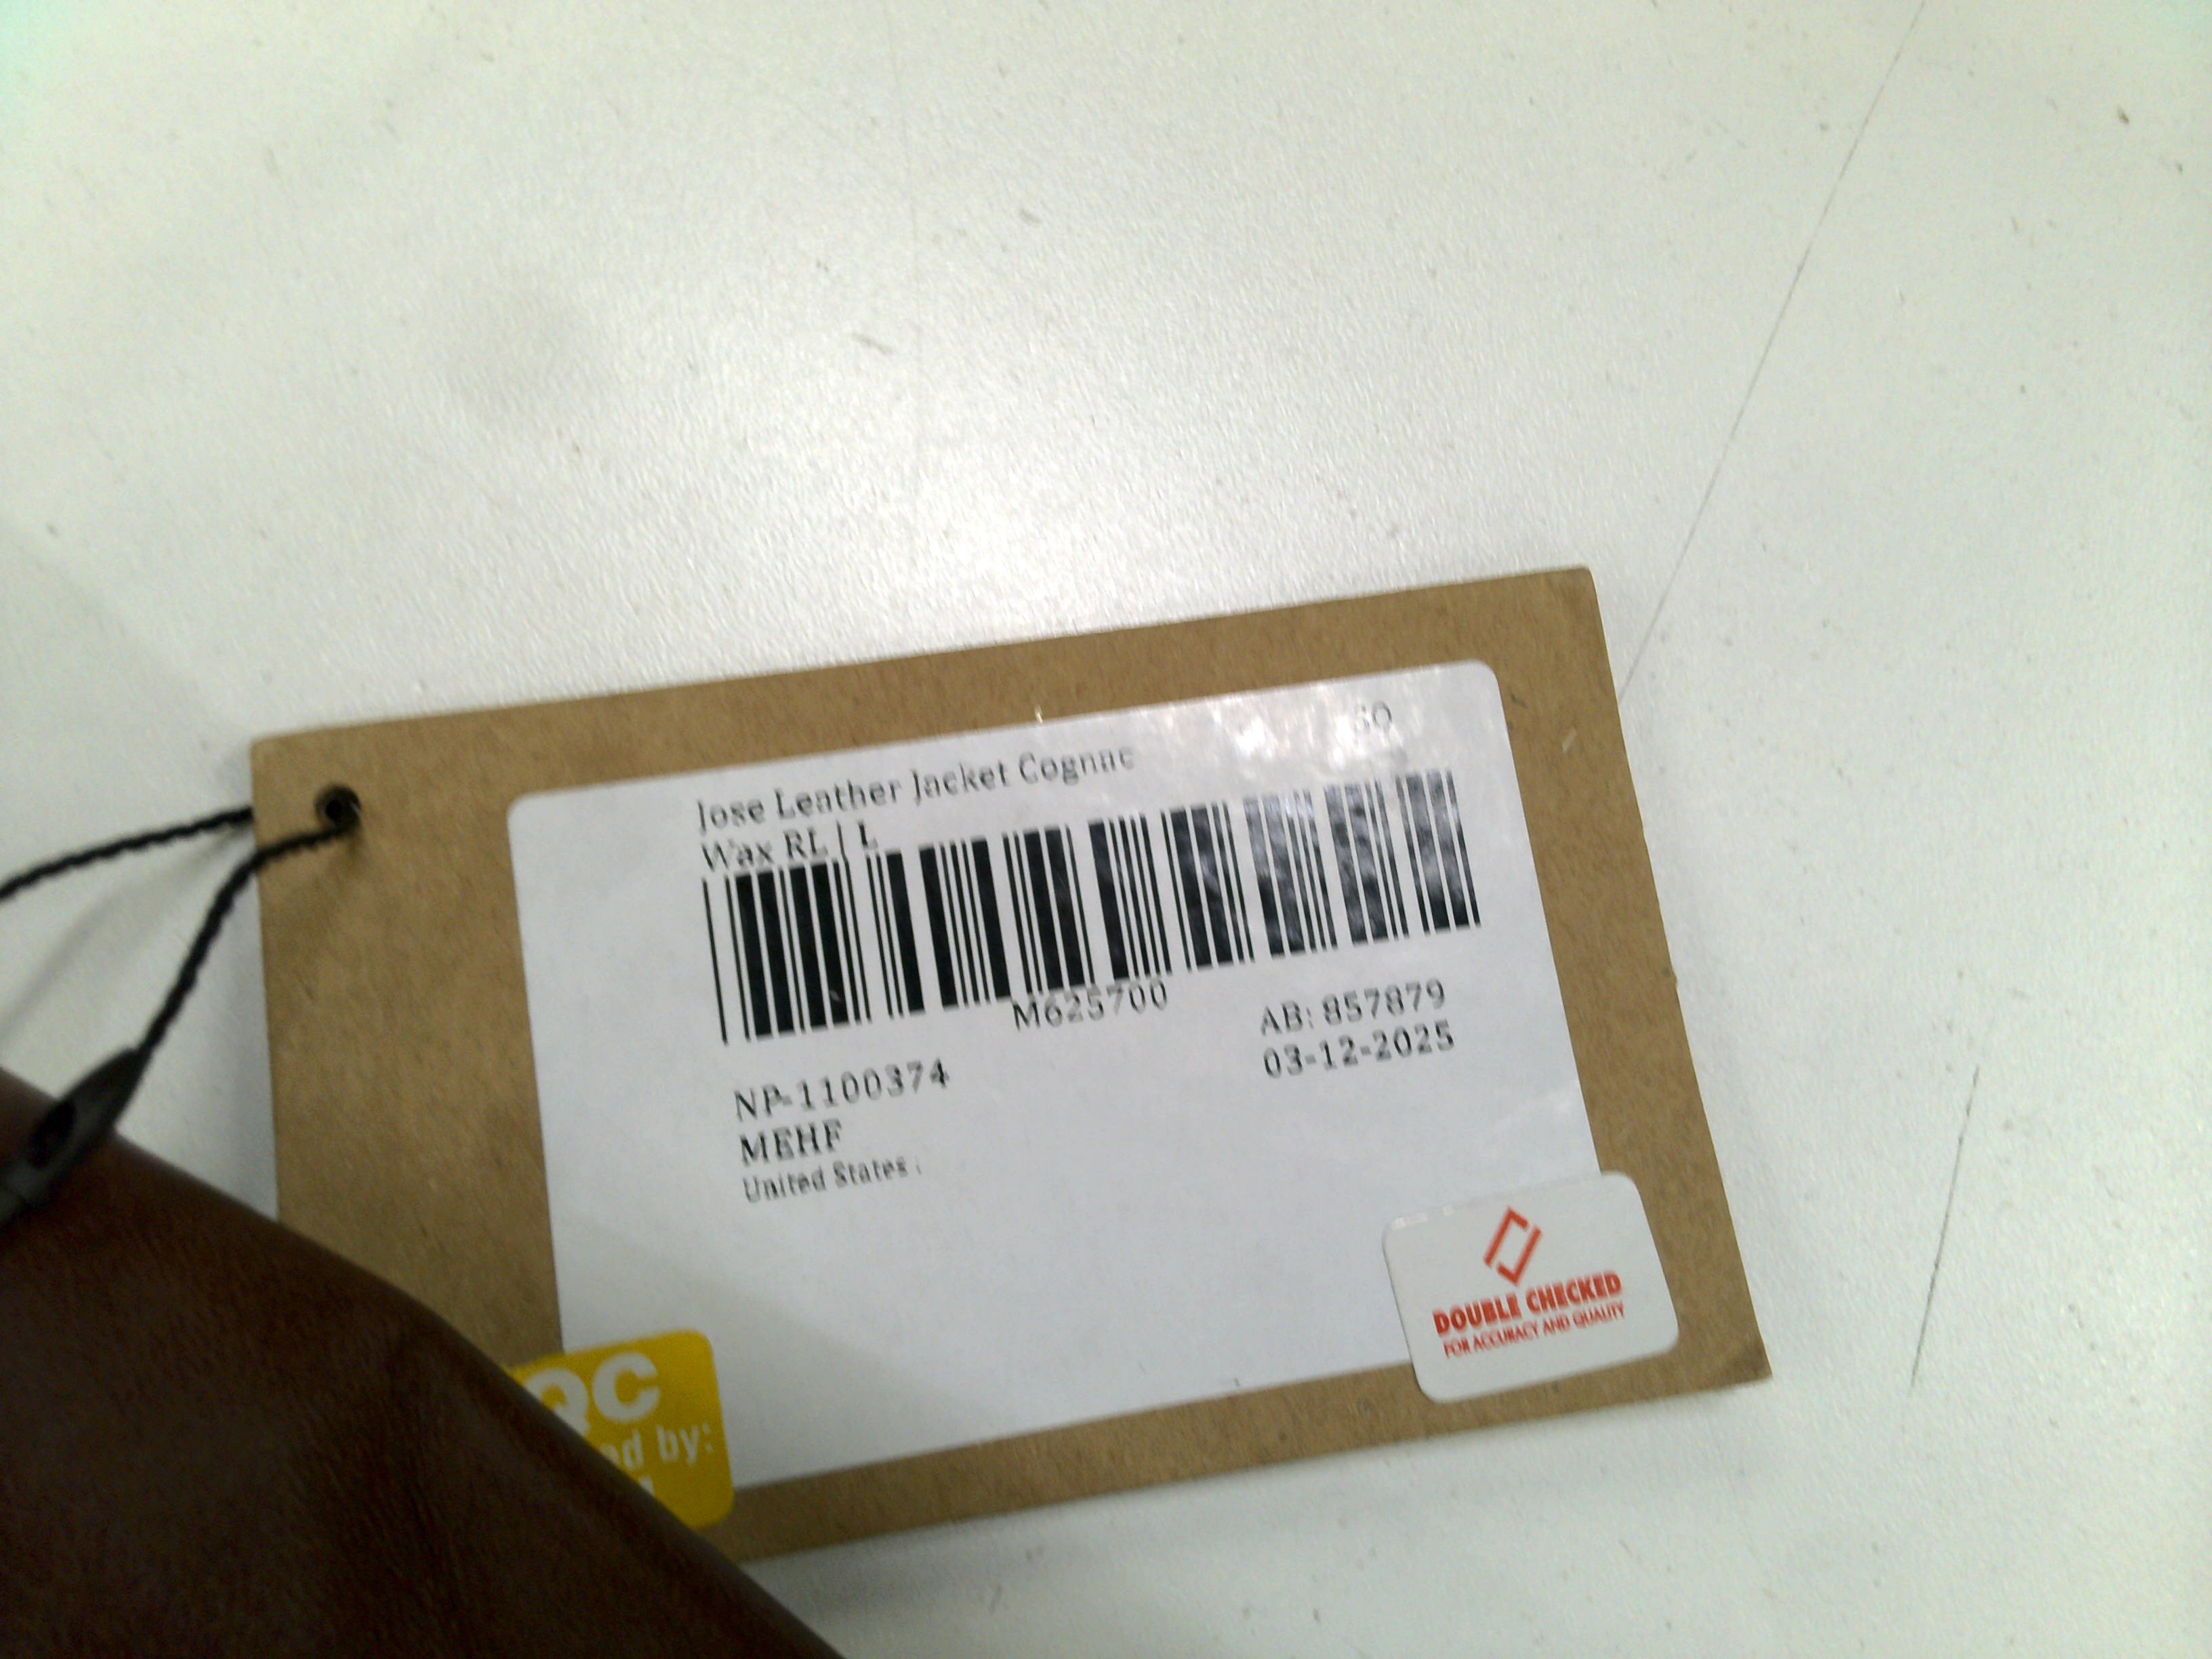 SO
Jose Leather Jacket Cognac
Wax RL | L
M625700
AB: 857879
03-12-2025
NP-1100374
MEHF
United States :
DOUBLE CHECKED
FOR ACCURACY AND QUALITY
QC
by: